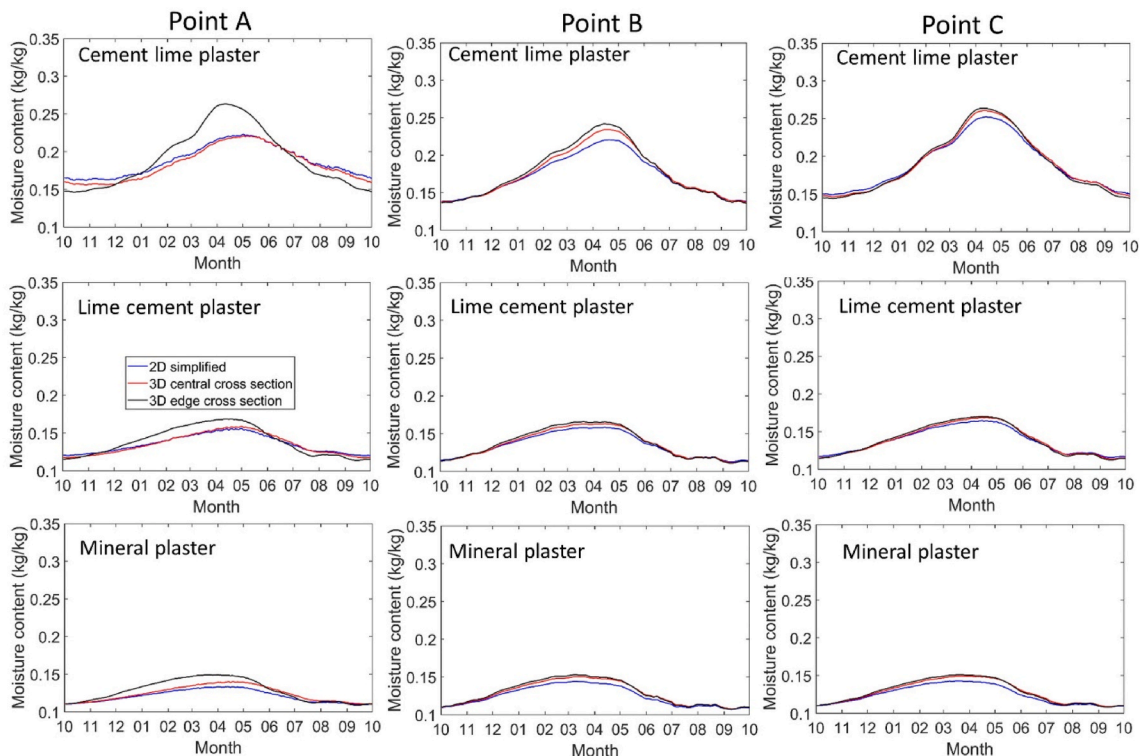 Point A
Point B
Point C
Moisture content (kg/kg)
0.35
0.3
0.25
0.2
0.15
0.1
Cement lime plaster
10 11 12 01 02 03 04 05 06 07 08 09 10
Month
Moisture content (kg/kg)
0.35
0.3
0.25
0.2
0.15
0.1
Cement lime plaster
10 11 12 01 02 03 04 05 06 07 08 09 10
Month
Moisture content (kg/kg)
0.35
0.3
0.25
0.2
0.15
0.1
Cement lime plaster
10 11 12 01 02 03 04 05 06 07 08 09 10
Month
Moisture content (kg/kg)
0.35
0.3
0.25
0.2
0.15
0.1
Lime cement plaster
2D simplified
3D central cross section
3D edge cross section
10 11 12 01 02 03 04 05 06 07 08 09 10
Month
Moisture content (kg/kg)
0.35
0.3
0.25
0.2
0.15
0.1
Lime cement plaster
10 11 12 01 02 03 04 05 06 07 08 09 10
Month
Moisture content (kg/kg)
0.35
0.3
0.25
0.2
0.15
0.1
Lime cement plaster
10 11 12 01 02 03 04 05 06 07 08 09 10
Month
Moisture content (kg/kg)
0.35
0.3
0.25
0.2
0.15
0.1
Mineral plaster
10 11 12 01 02 03 04 05 06 07 08 09 10
Month
Moisture content (kg/kg)
0.35
0.3
0.25
0.2
0.15
0.1
Mineral plaster
10 11 12 01 02 03 04 05 06 07 08 09 10
Month
Moisture content (kg/kg)
0.35
0.3
0.25
0.2
0.15
0.1
Mineral plaster
10 11 12 01 02 03 04 05 06 07 08 09 10
Month